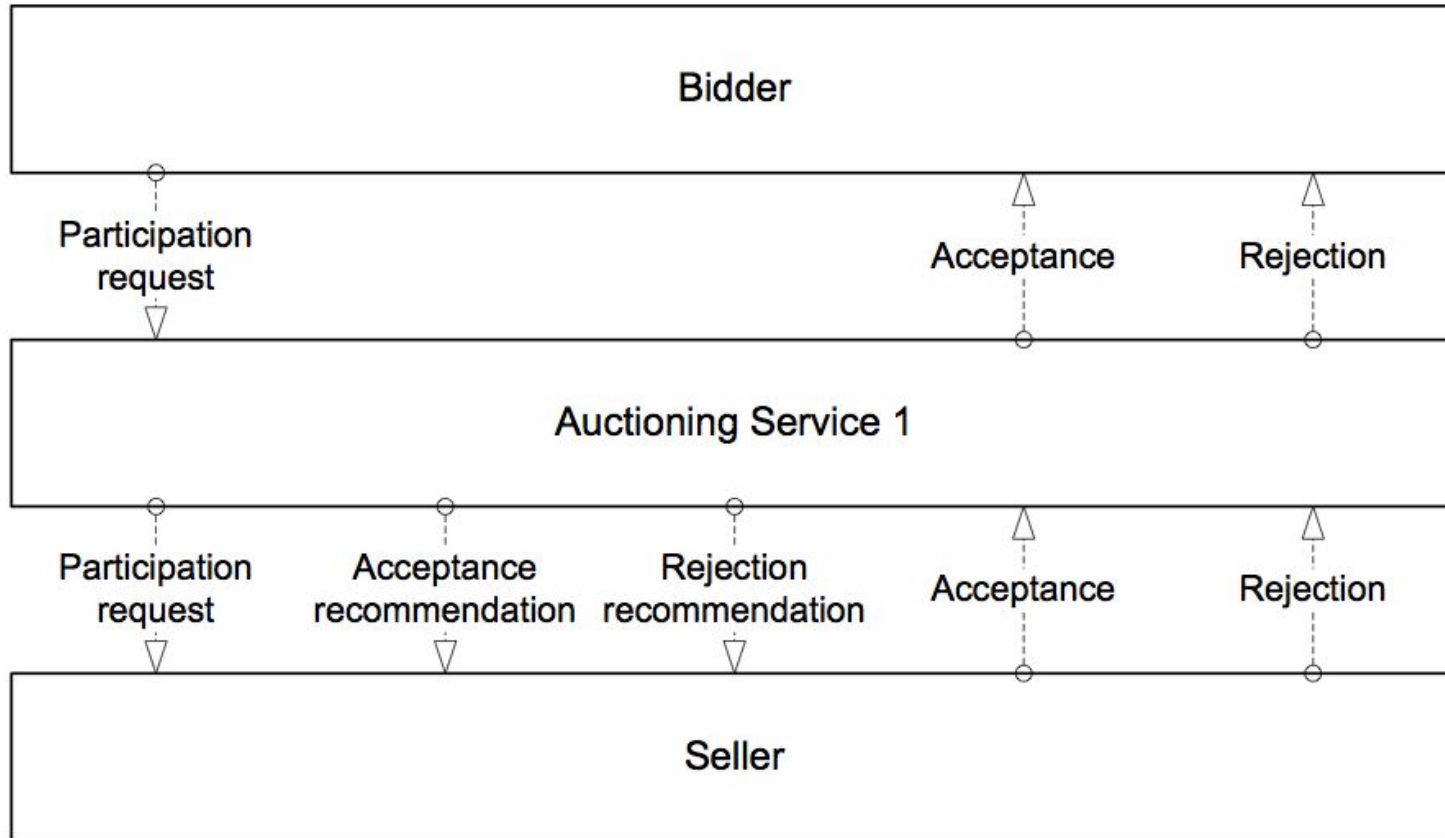 Bidder
Participation
request
Acceptance
Rejection
Auctioning Service 1
Participation
request
Acceptance
recommendation
Rejection
recommendation
Acceptance
Rejection
Seller